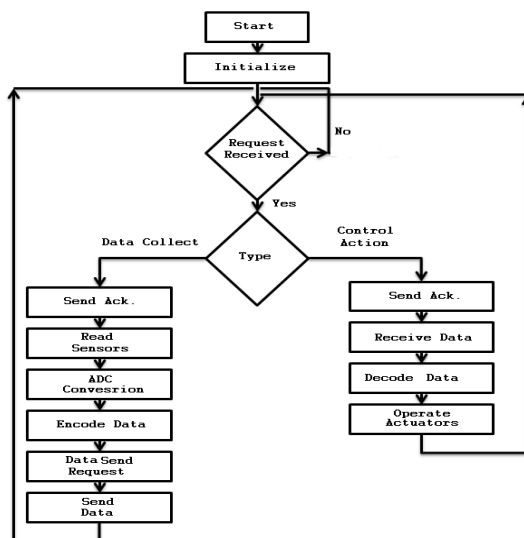 Start
Initialize
Request
Received
No
Yes
Type
Data Collect
Control
Action
Send Ack.
Read
Sensors
ADC
Convesrion
Encode Data
Data Send
Request
Send
Data
Send Ack.
Receive Data
Decode Data
Operate
Actuators